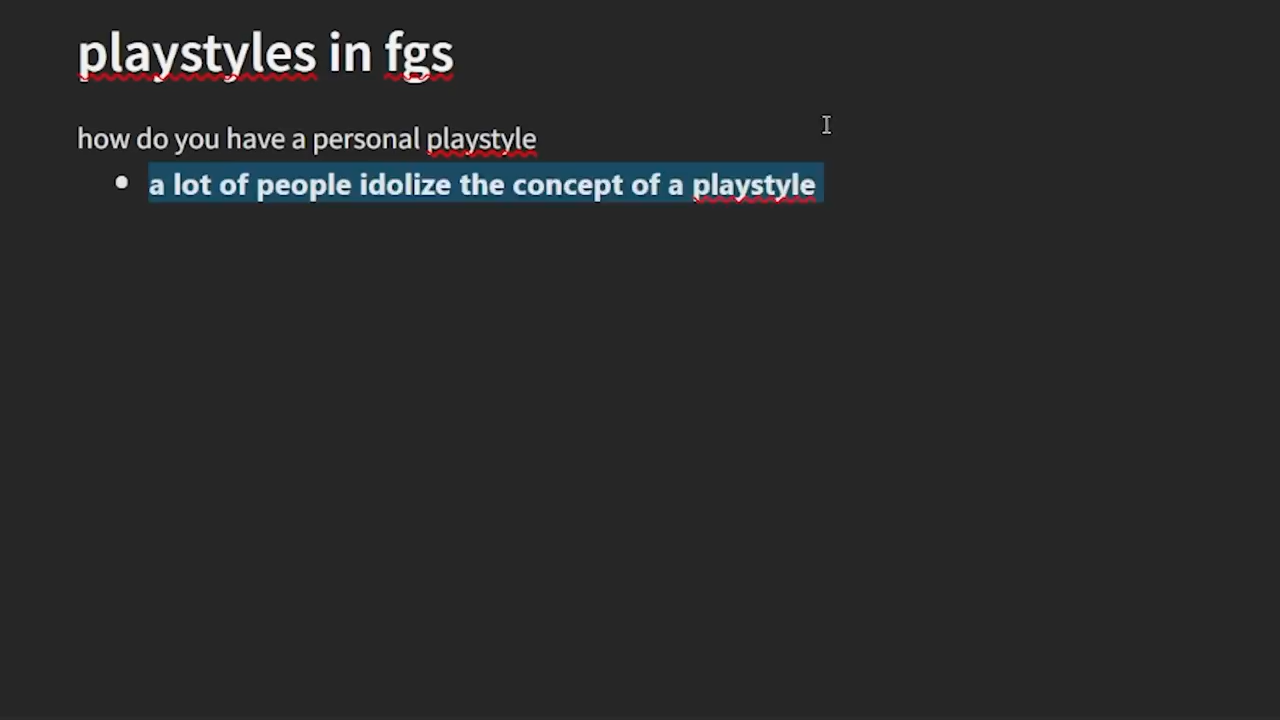 playstyles in fgs
how do you have a personal playstyle
a lot of people idolize the concept of a playstyle